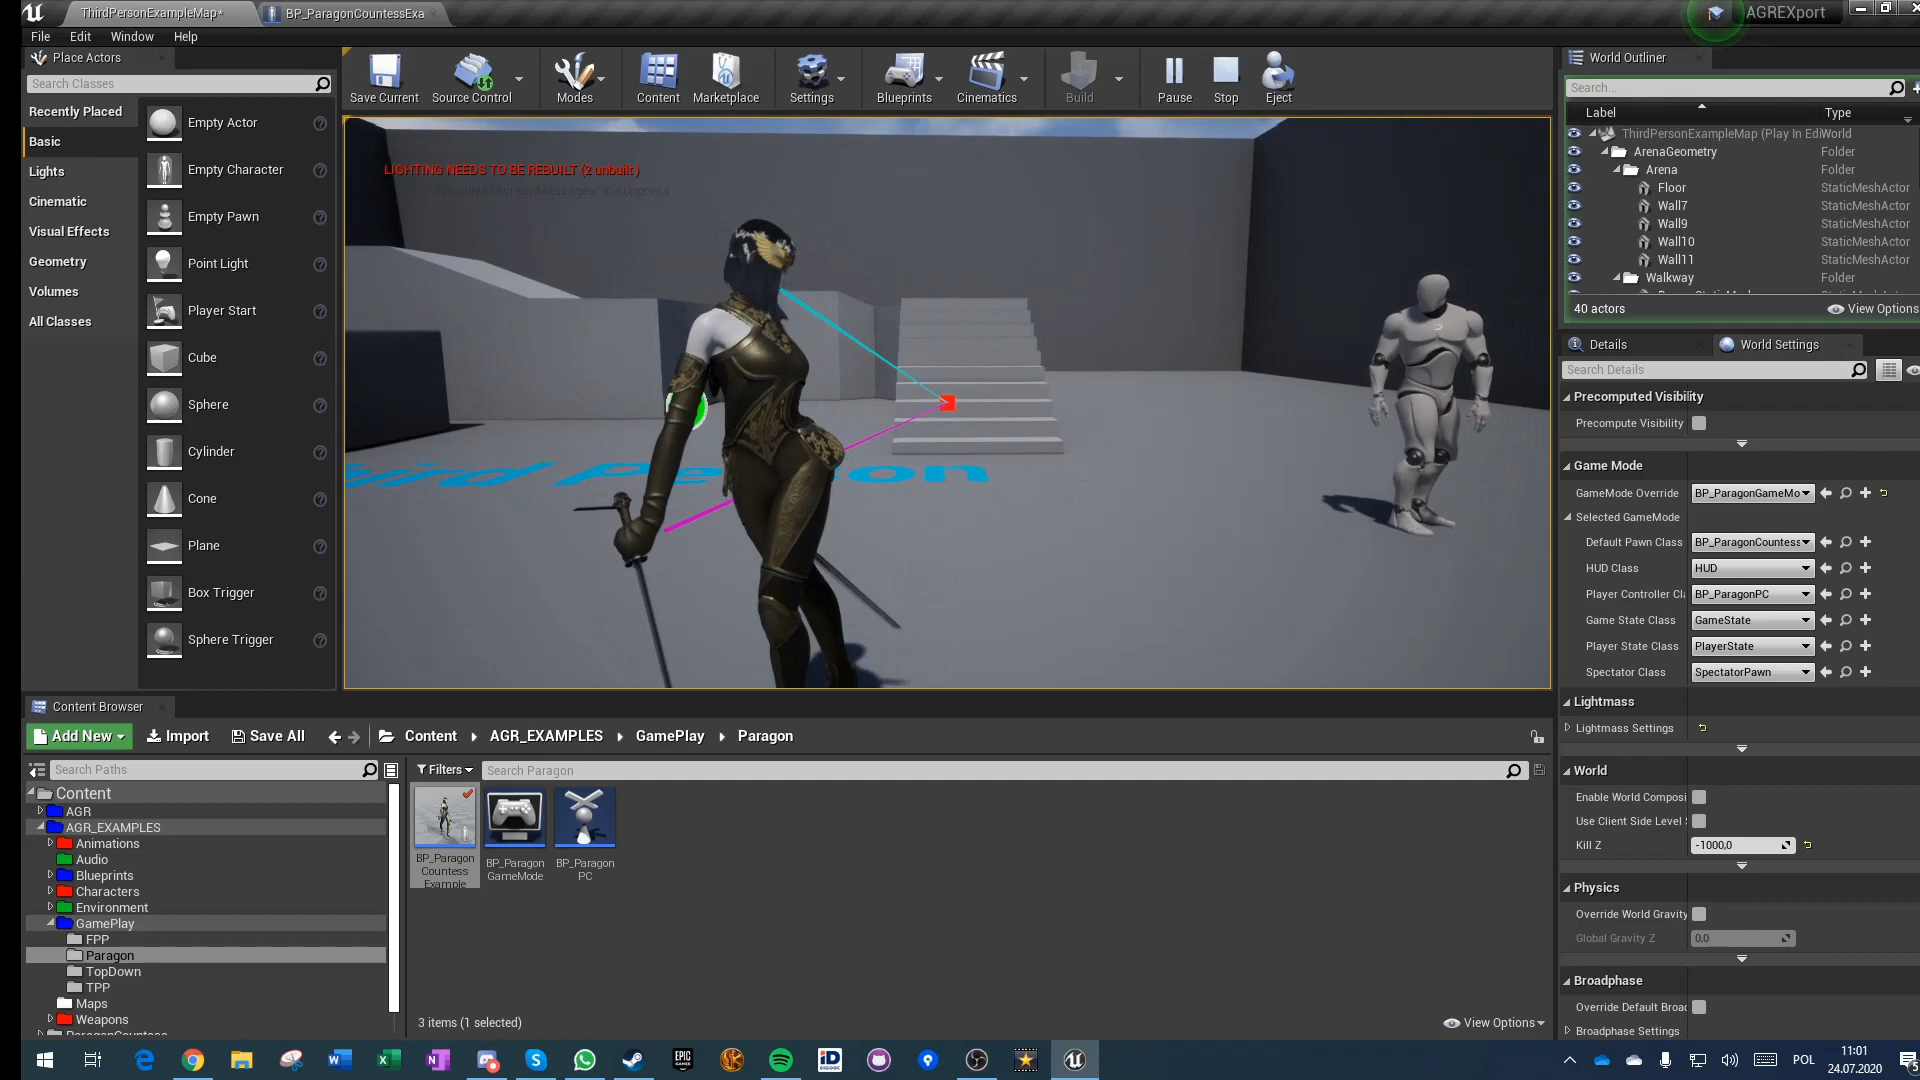 ThirdPersonExampleMap*
BP_ParagonCountessExa
AGREXport
File
Edit
Window
Help
Place Actors
World Outliner
Search Classes
Recently Placed
Basic
Lights
Cinematic
Visual Effects
Geometry
Volumes
All Classes
Empty Actor
Empty Character
Empty Pawn
Point Light
Player Start
Cube
Sphere
Cylinder
Cone
Plane
Box Trigger
Sphere Trigger
Save Current
Source Control
Modes
Content
Marketplace
Settings
Blueprints
Cinematics
Build
Pause
Stop
Eject
LIGHTING NEEDS TO BE REBUILT (2 unbuilt)
'DisableAllScreenMessages' to suppress
Person
Search...
Label
Type
ThirdPersonExampleMap (Play In Edi
World
ArenaGeometry
Folder
Arena
Folder
Floor
StaticMeshActor
Wall7
StaticMeshActor
Wall9
StaticMeshActor
Wall10
StaticMeshActor
Wall11
StaticMeshActor
Walkway
Folder
40 actors
View Options
Details
World Settings
Search Details
Precomputed Visibility
Precompute Visibility
Game Mode
GameMode Override
BP_ParagonGameMo
Selected GameMode
Default Pawn Class
BP_ParagonCountess
HUD Class
HUD
Player Controller Cl
BP_ParagonPC
Game State Class
GameState
Player State Class
PlayerState
Spectator Class
SpectatorPawn
Lightmass
Lightmass Settings
World
Enable World Composi
Use Client Side Level
Kill Z
-1000,0
Physics
Override World Gravity
Global Gravity Z
0,0
Broadphase
Override Default Broad
Broadphase Settings
Content Browser
Add New
Import
Save All
Content
AGR_EXAMPLES
GamePlay
Paragon
Search Paths
Filters
Search Paragon
Content
AGR
AGR_EXAMPLES
Animations
Audio
Blueprints
Characters
Environment
GamePlay
FPP
Paragon
TopDown
TPP
Maps
Weapons
ParagonCountess
BP_Paragon
Countess
Example
BP_Paragon
GameMode
BP_Paragon
PC
3 items (1 selected)
View Options
POL
11:01
24.07.2020
5